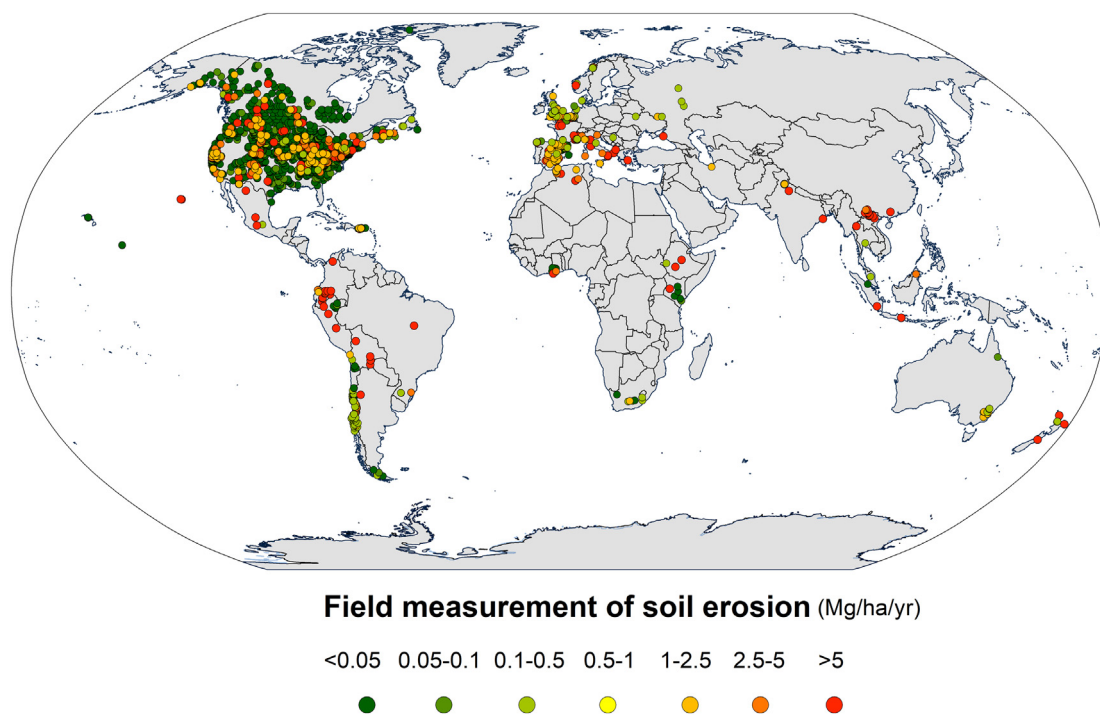 Field measurement of soil erosion (Mg/ha/yr)
<0.05 0.05-0.1 0.1-0.5 0.5-1 1-2.5 2.5-5 >5